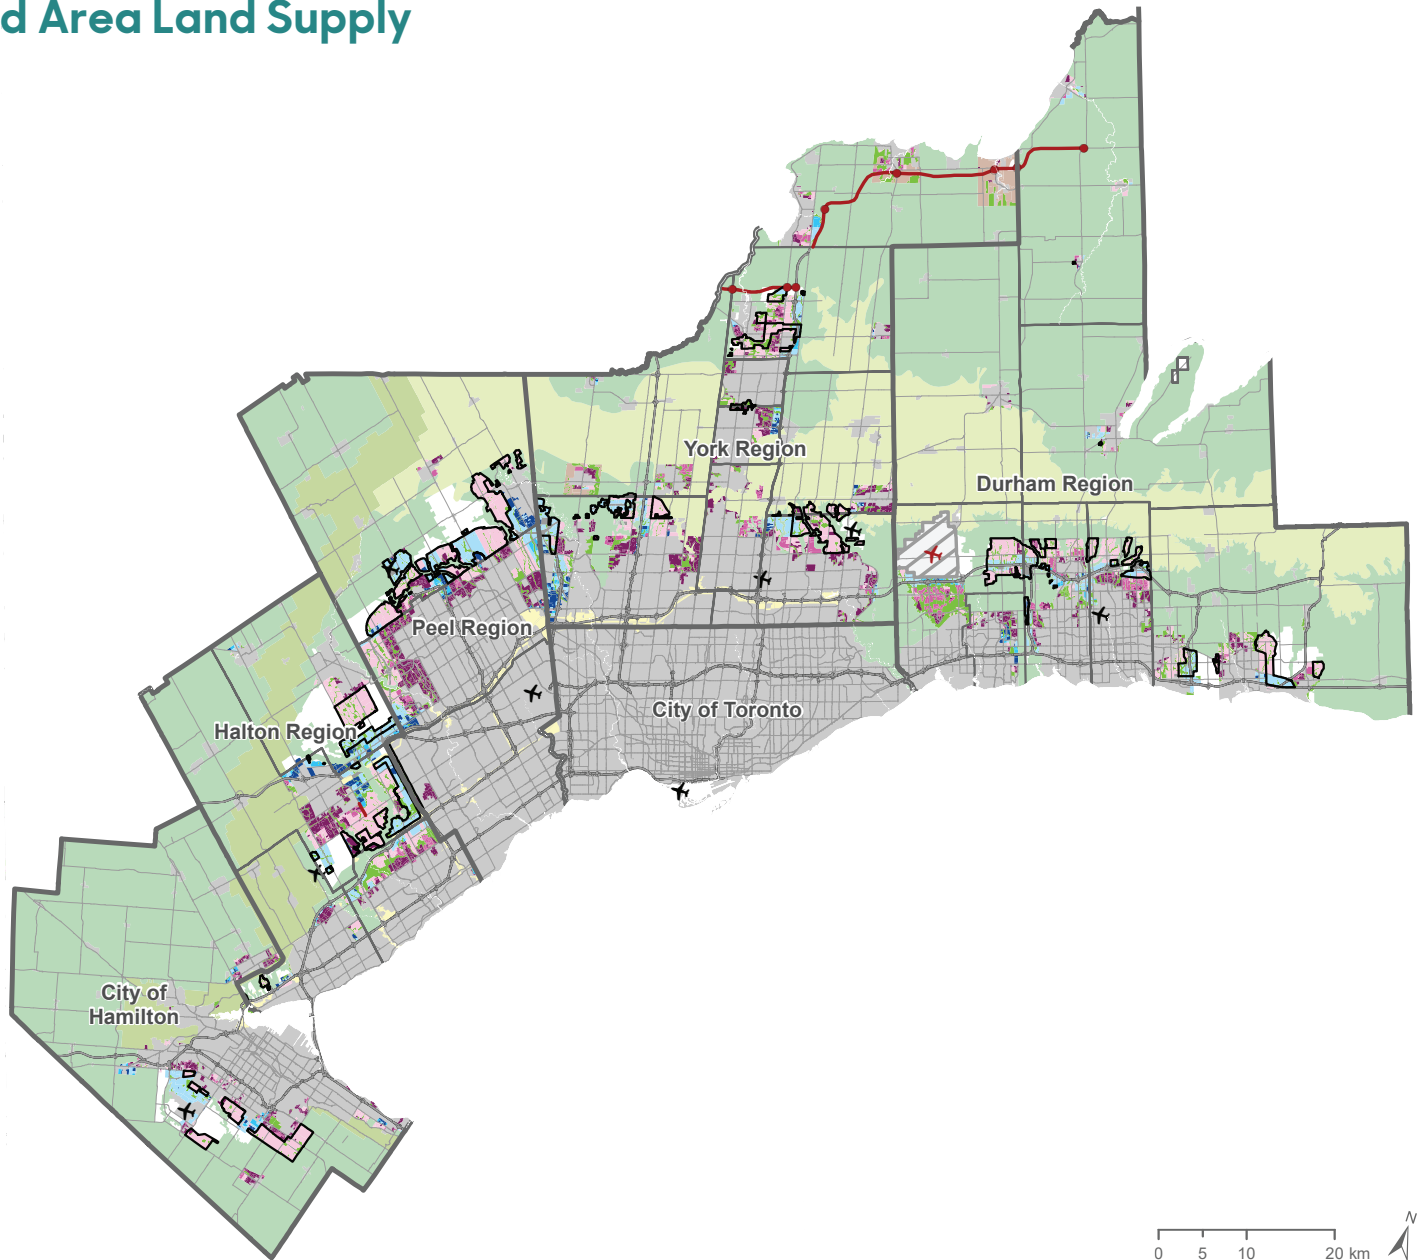 d Area Land Supply
York Region
Durham Region
Peel Region
City of Toronto
Halton Region
City of
Hamilton
N
0 5 10 20 km